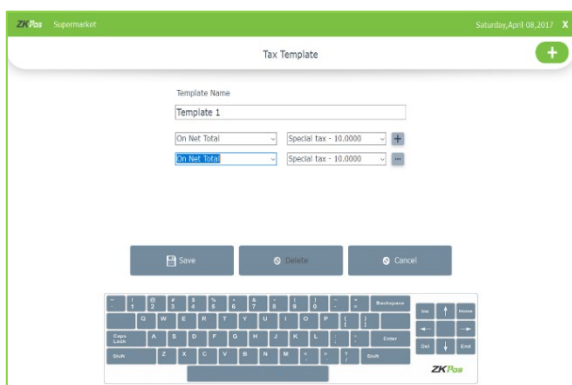 ZKPos Supermarket Saturday,April 08,2017 X
Tax Template
Template Name
Template 1
On Net Total Special tax - 10.0000 +
On Net Total Special tax - 10.0000 −
Save Delete Cancel
Backspace
Q W E R T Y U I O P
Caps Lock A S D F G H J K L Enter
Shift Z X C V B N M Shift
Ins Home
Del End
ZKPos